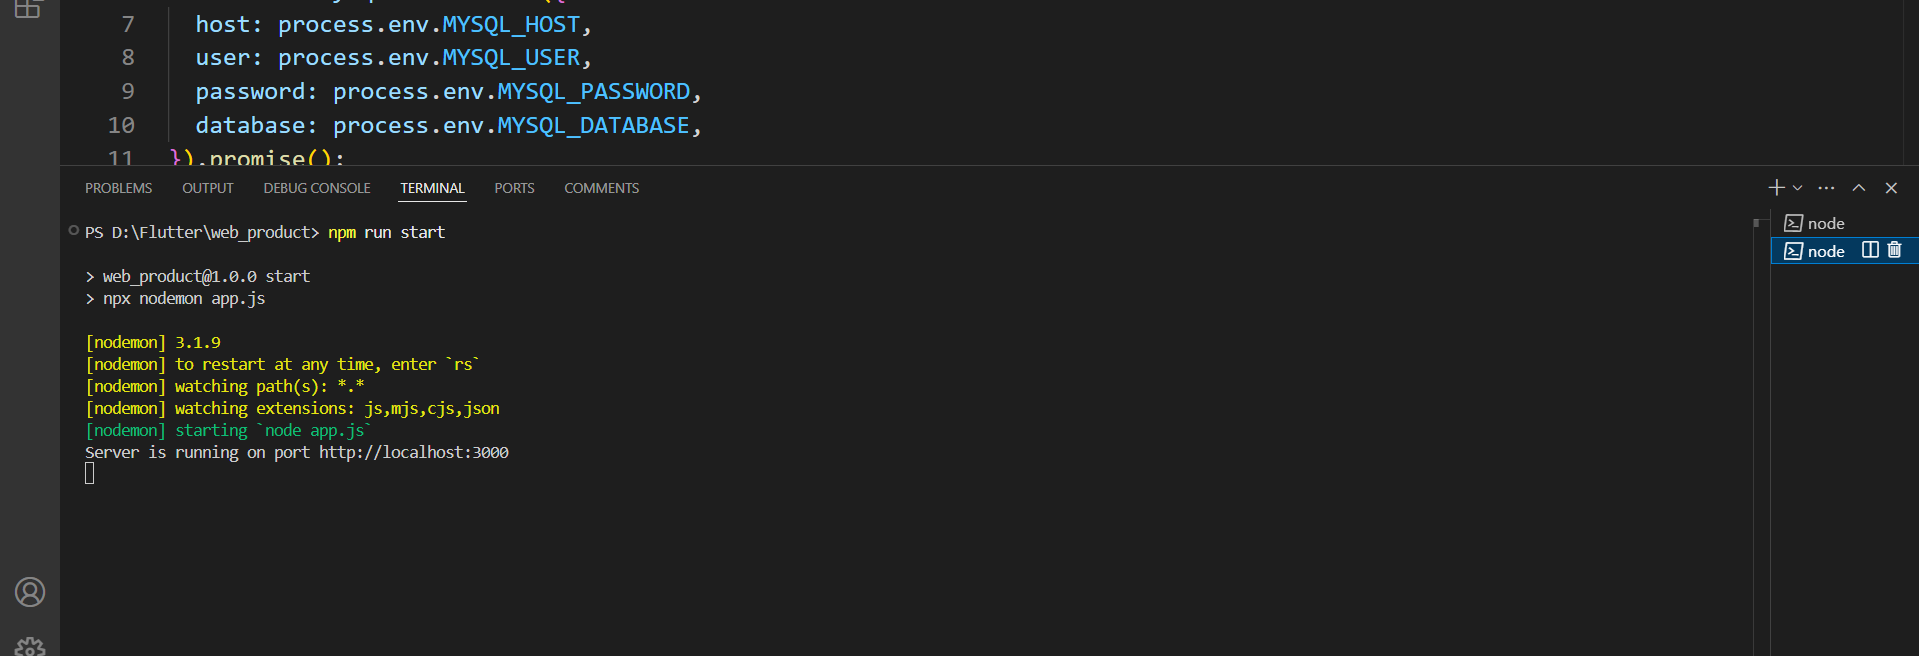 7 host: process.env.MYSQL_HOST,
8 user: process.env.MYSQL_USER,
9 password: process.env.MYSQL_PASSWORD,
10 database: process.env.MYSQL_DATABASE,
11 }).promise();
PROBLEMS OUTPUT DEBUG CONSOLE TERMINAL PORTS COMMENTS
PS D:\Flutter\web_product> npm run start
> web_product@1.0.0 start
> npx nodemon app.js
[nodemon] 3.1.9
[nodemon] to restart at any time, enter `rs`
[nodemon] watching path(s): *.*
[nodemon] watching extensions: js,mjs,cjs,json
[nodemon] starting `node app.js`
Server is running on port http://localhost:3000
node
node